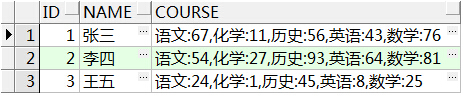 ID NAME COURSE
1 1 张三 ... 语文:67,化学:11,历史:56,英语:43,数学:76 ...
2 2 李四 ... 语文:54,化学:27,历史:93,英语:64,数学:81 ...
3 3 王五 ... 语文:24,化学:1,历史:45,英语:8,数学:25 ...